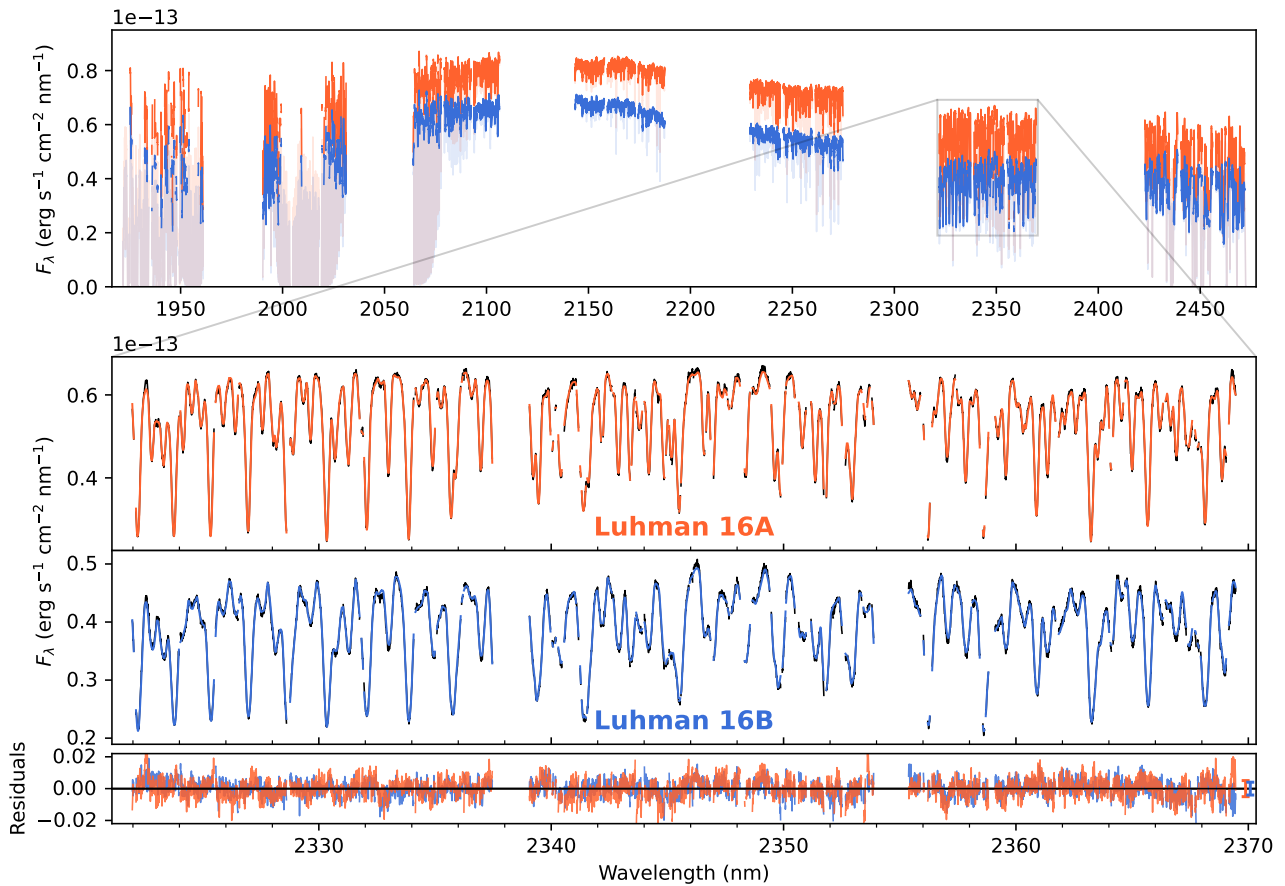 1e−13
F_λ (erg s⁻¹ cm⁻² nm⁻¹)
0.8
0.6
0.4
0.2
0.0
1950 2000 2050 2100 2150 2200 2250 2300 2350 2400 2450
1e−13
F_λ (erg s⁻¹ cm⁻² nm⁻¹)
0.6
0.4
Luhman 16A
0.5
0.4
0.3
0.2
Luhman 16B
Residuals
0.02
0.00
−0.02
2330 2340 2350 2360 2370
Wavelength (nm)